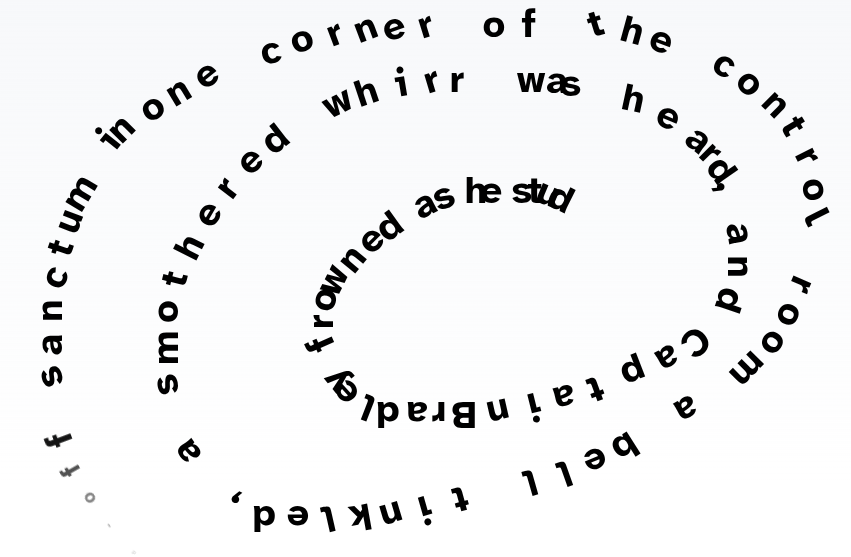 off sanctum in one corner of the control room a bell tinkled, a smothered whirr was heard, and Captain Bradley frowned as he stud